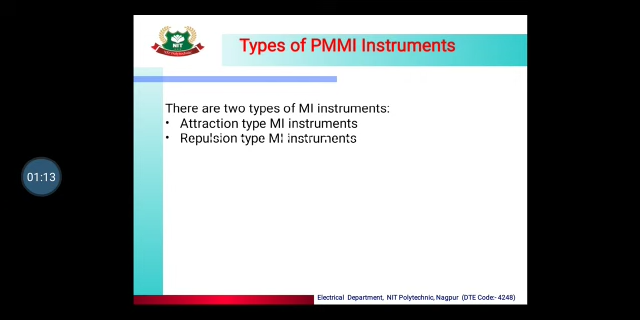 Types of PMMI Instruments
NIT
There are two types of MI instruments:
• Attraction type MI instruments
• Repulsion type MI instruments
01:13
Electrical Department, NIT Polytechnic, Nagpur (DTE Code:- 4248)